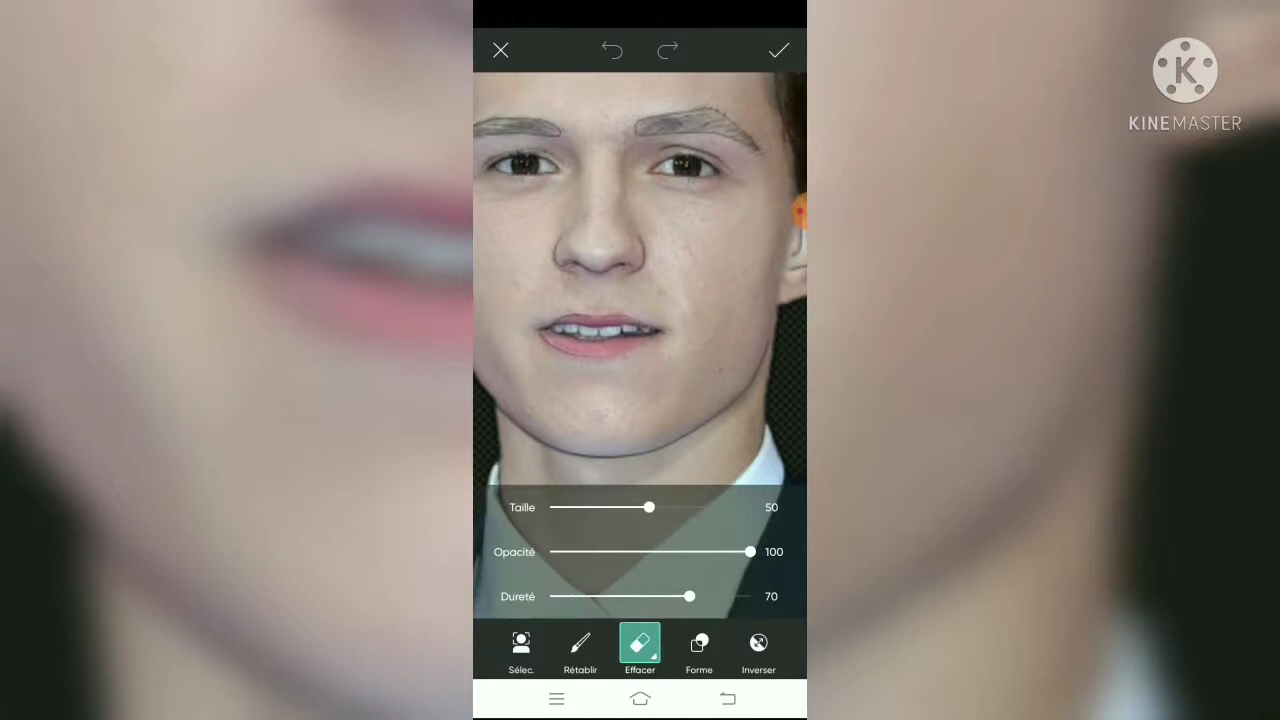 KINEMASTER
Taille 50
Opacité 100
Dureté 70
Sélec. Rétablir Effacer Forme Inverser